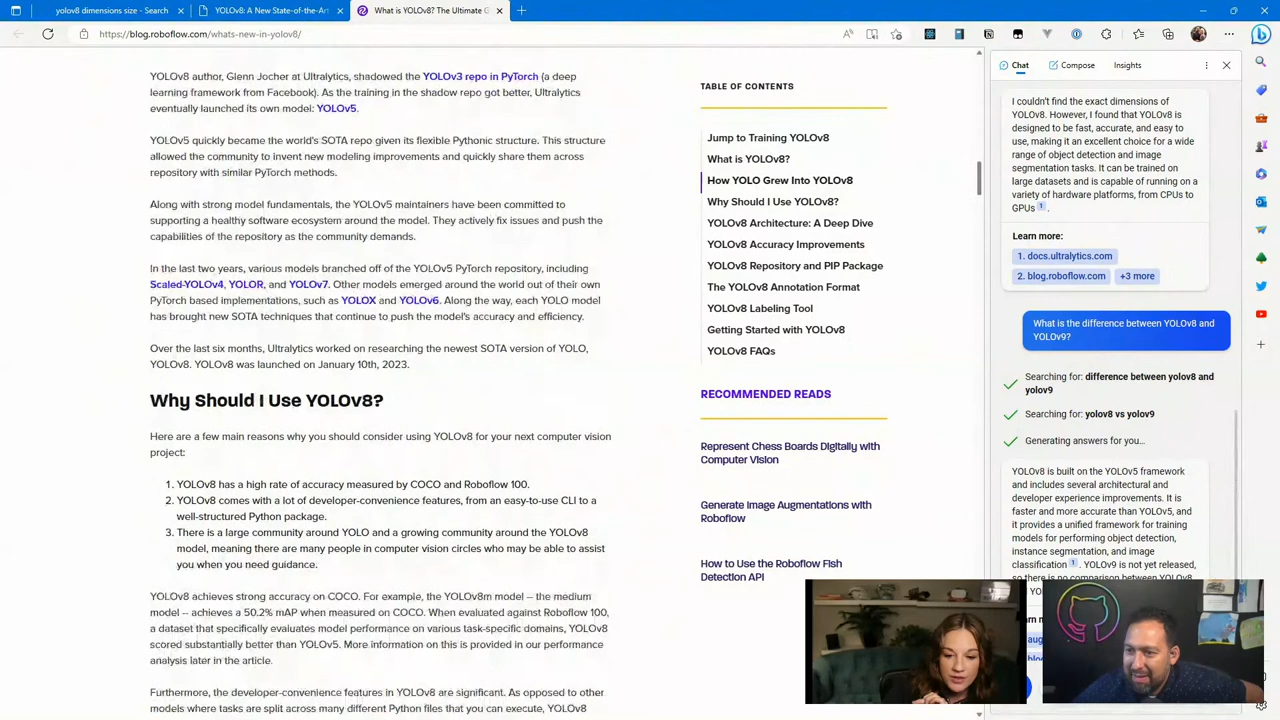 yolov8 dimensions size - Search
YOLOv8: A New State-of-the-Art
What is YOLOv8? The Ultimate G
https://blog.roboflow.com/whats-new-in-yolov8/
YOLOv8 author, Glenn Jocher at Ultralytics, shadowed the YOLOv3 repo in PyTorch (a deep
learning framework from Facebook). As the training in the shadow repo got better, Ultralytics
eventually launched its own model: YOLOv5.
YOLOv5 quickly became the world's SOTA repo given its flexible Pythonic structure. This structure
allowed the community to invent new modeling improvements and quickly share them across
repository with similar PyTorch methods.
Along with strong model fundamentals, the YOLOv5 maintainers have been committed to
supporting a healthy software ecosystem around the model. They actively fix issues and push the
capabilities of the repository as the community demands.
In the last two years, various models branched off of the YOLOv5 PyTorch repository, including
Scaled-YOLOv4, YOLOR, and YOLOv7. Other models emerged around the world out of their own
PyTorch based implementations, such as YOLOX and YOLOv6. Along the way, each YOLO model
has brought new SOTA techniques that continue to push the model's accuracy and efficiency.
Over the last six months, Ultralytics worked on researching the newest SOTA version of YOLO,
YOLOv8. YOLOv8 was launched on January 10th, 2023.
Why Should I Use YOLOv8?
Here are a few main reasons why you should consider using YOLOv8 for your next computer vision
project:
1. YOLOv8 has a high rate of accuracy measured by COCO and Roboflow 100.
2. YOLOv8 comes with a lot of developer-convenience features, from an easy-to-use CLI to a
well-structured Python package.
3. There is a large community around YOLO and a growing community around the YOLOv8
model, meaning there are many people in computer vision circles who may be able to assist
you when you need guidance.
YOLOv8 achieves strong accuracy on COCO. For example, the YOLOv8m model -- the medium
model -- achieves a 50.2% mAP when measured on COCO. When evaluated against Roboflow 100,
a dataset that specifically evaluates model performance on various task-specific domains, YOLOv8
scored substantially better than YOLOv5. More information on this is provided in our performance
analysis later in the article.
Furthermore, the developer-convenience features in YOLOv8 are significant. As opposed to other
models where tasks are split across many different Python files that you can execute, YOLOv8
TABLE OF CONTENTS
Jump to Training YOLOv8
What is YOLOv8?
How YOLO Grew Into YOLOv8
Why Should I Use YOLOv8?
YOLOv8 Architecture: A Deep Dive
YOLOv8 Accuracy Improvements
YOLOv8 Repository and PIP Package
The YOLOv8 Annotation Format
YOLOv8 Labeling Tool
Getting Started with YOLOv8
YOLOv8 FAQs
RECOMMENDED READS
Represent Chess Boards Digitally with
Computer Vision
Generate Image Augmentations with
Roboflow
How to Use the Roboflow Fish
Detection API
Chat
Compose
Insights
I couldn't find the exact dimensions of
YOLOv8. However, I found that YOLOv8 is
designed to be fast, accurate, and easy to
use, making it an excellent choice for a wide
range of object detection and image
segmentation tasks. It can be trained on
large datasets and is capable of running on a
variety of hardware platforms, from CPUs to
GPUs 1 .
Learn more:
1. docs.ultralytics.com
2. blog.roboflow.com
+3 more
What is the difference between YOLOv8 and
YOLOv9?
Searching for: difference between yolov8 and
yolov9
Searching for: yolov8 vs yolov9
Generating answers for you…
YOLOv8 is built on the YOLOv5 framework
and includes several architectural and
developer experience improvements. It is
faster and more accurate than YOLOv5, and
it provides a unified framework for training
models for performing object detection,
instance segmentation, and image
classification 1 . YOLOv9 is not yet released,
so there is no comparison between YOLOv8